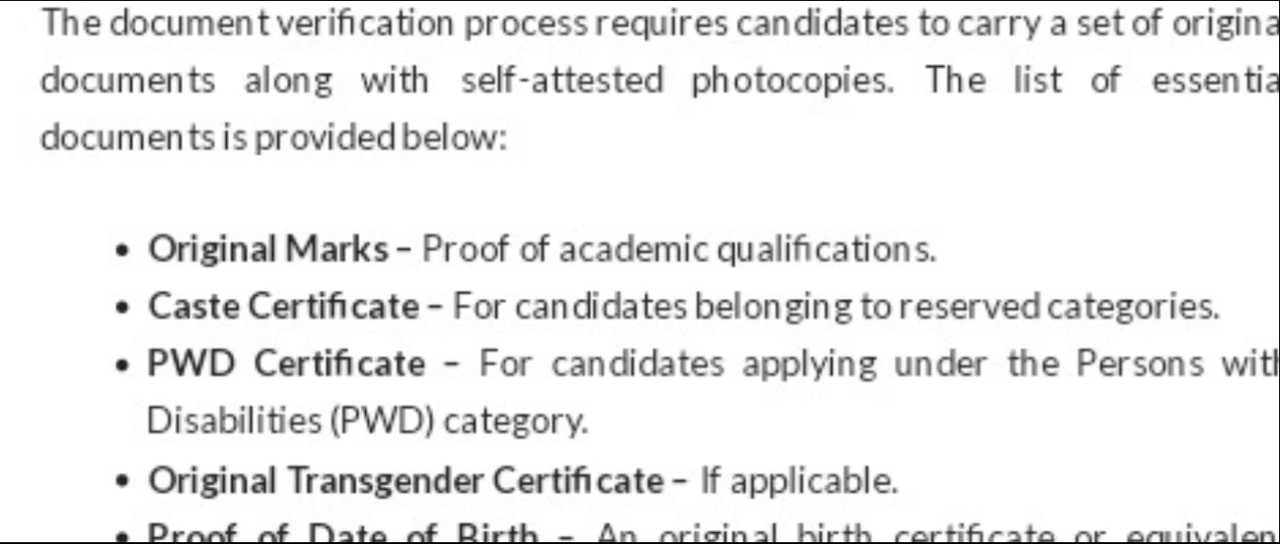 The document verification process requires candidates to carry a set of origina
documents along with self-attested photocopies. The list of essentia
documents is provided below:
• Original Marks – Proof of academic qualifications.
• Caste Certificate – For candidates belonging to reserved categories.
• PWD Certificate – For candidates applying under the Persons with
Disabilities (PWD) category.
• Original Transgender Certificate – If applicable.
• Proof of Date of Birth – An original birth certificate or equivalen